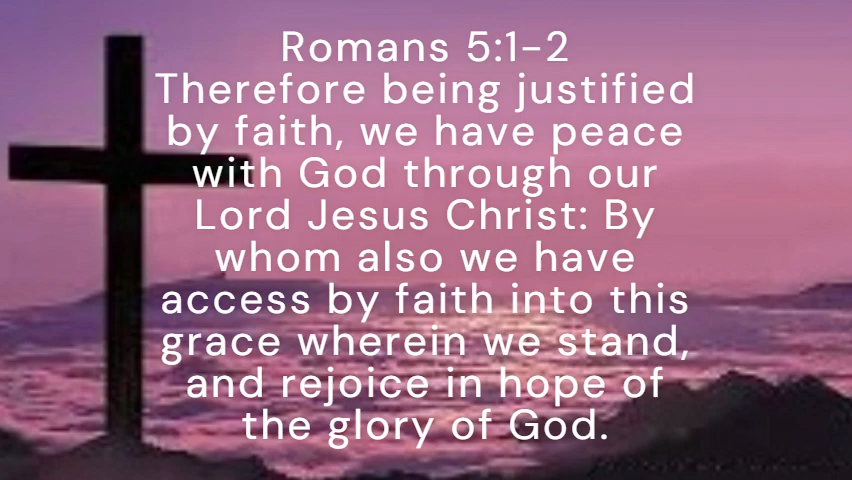 Romans 5:1-2
Therefore being justified
by faith, we have peace
with God through our
Lord Jesus Christ: By
whom also we have
access by faith into this
grace wherein we stand,
and rejoice in hope of
the glory of God.